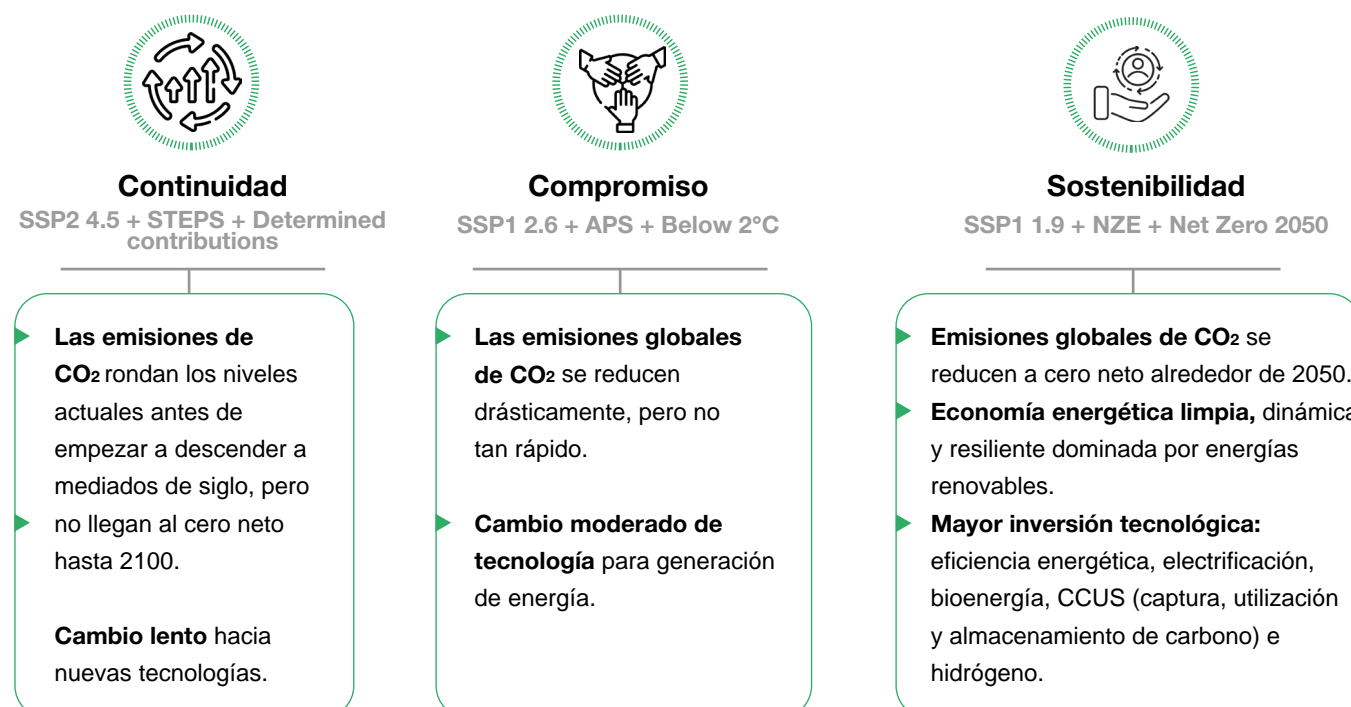 Continuidad
SSP2 4.5 + STEPS + Determined
contributions
Las emisiones de
CO₂ rondan los niveles
actuales antes de
empezar a descender a
mediados de siglo, pero
no llegan al cero neto
hasta 2100.
Cambio lento hacia
nuevas tecnologías.
Compromiso
SSP1 2.6 + APS + Below 2°C
Las emisiones globales
de CO₂ se reducen
drásticamente, pero no
tan rápido.
Cambio moderado de
tecnología para generación
de energía.
Sostenibilidad
SSP1 1.9 + NZE + Net Zero 2050
Emisiones globales de CO₂ se
reducen a cero neto alrededor de 2050.
Economía energética limpia, dinámica
y resiliente dominada por energías
renovables.
Mayor inversión tecnológica:
eficiencia energética, electrificación,
bioenergía, CCUS (captura, utilización
y almacenamiento de carbono) e
hidrógeno.